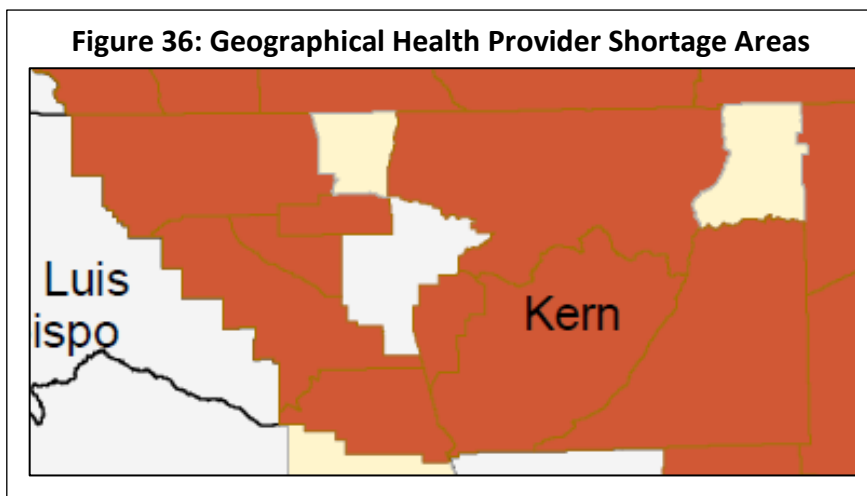 Figure 36: Geographical Health Provider Shortage Areas
Luis
ispo
Kern